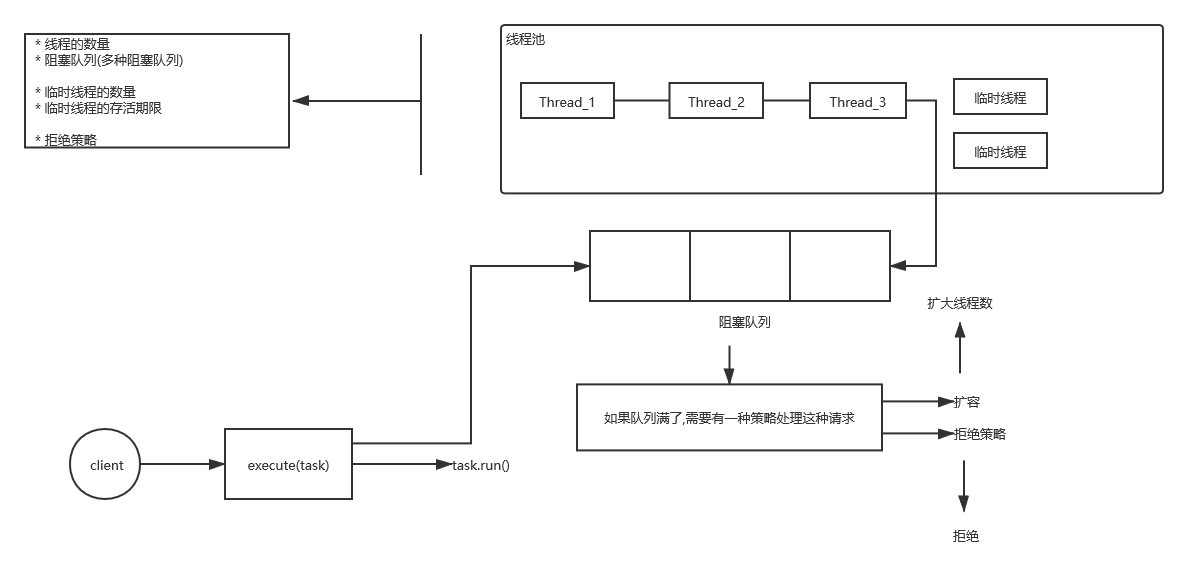 * 线程的数量
* 阻塞队列(多种阻塞队列)
* 临时线程的数量
* 临时线程的存活期限
* 拒绝策略
线程池
Thread_1
Thread_2
Thread_3
临时线程
临时线程
阻塞队列
扩大线程数
如果队列满了,需要有一种策略处理这种请求
扩容
拒绝策略
拒绝
client
execute(task)
task.run()